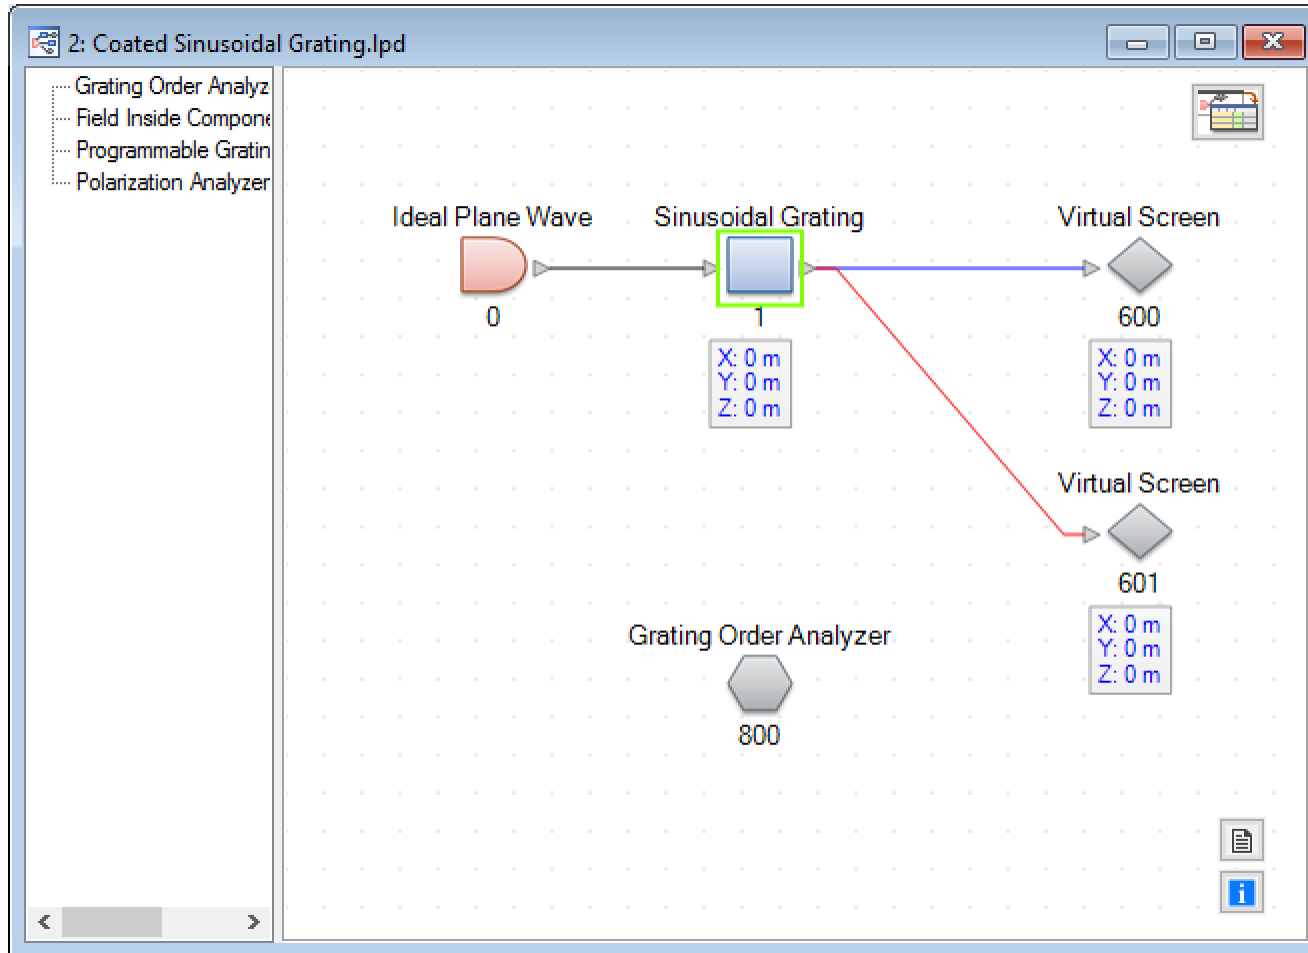 2: Coated Sinusoidal Grating.lpd
Grating Order Analyz
Field Inside Compone
Programmable Gratin
Polarization Analyzer
Ideal Plane Wave
0
Sinusoidal Grating
1
X: 0 m
Y: 0 m
Z: 0 m
Virtual Screen
600
X: 0 m
Y: 0 m
Z: 0 m
Virtual Screen
601
X: 0 m
Y: 0 m
Z: 0 m
Grating Order Analyzer
800